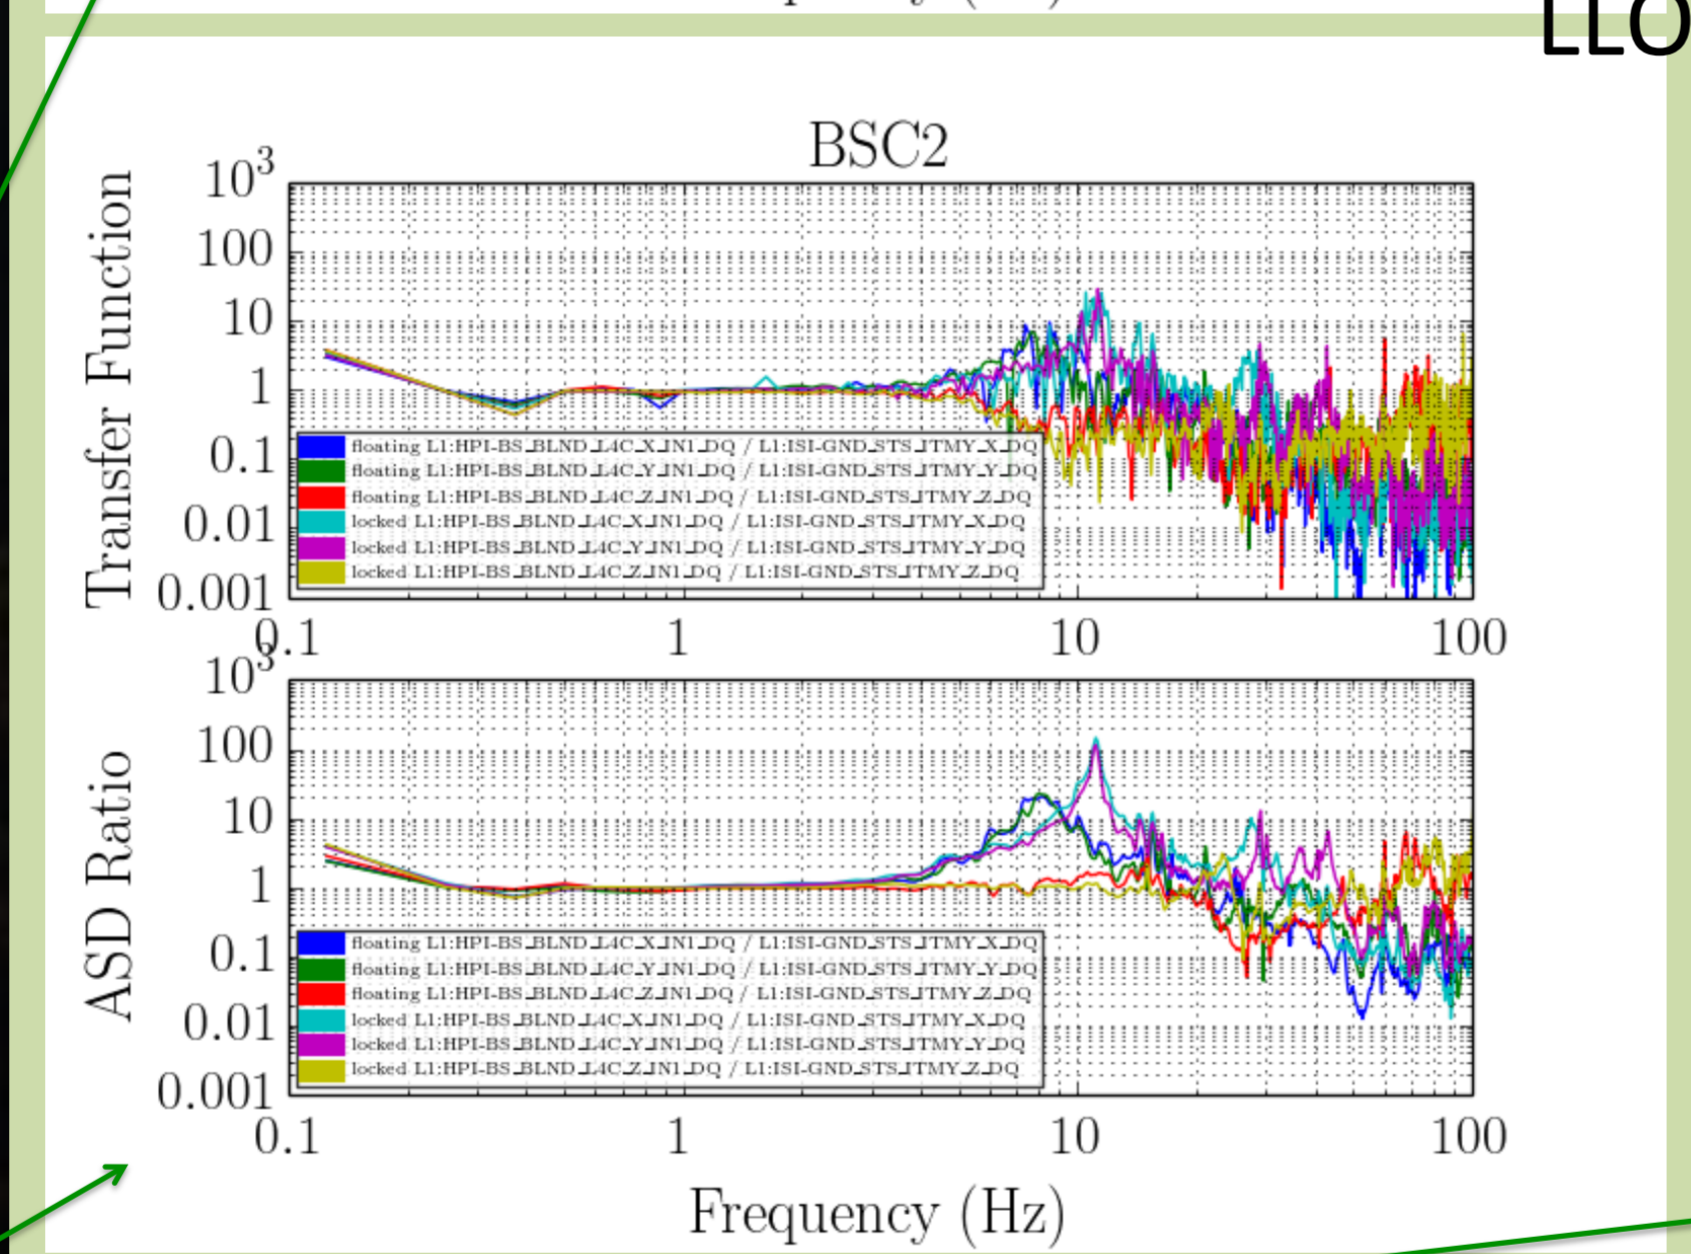 LLO
BSC2
Transfer Function
10³
100
10
1
0.1
0.01
0.001
floating L1:HPI-BS_BLND_L4C_X_IN1_DQ / L1:ISI-GND_STS_ITMY_X_DQ
floating L1:HPI-BS_BLND_L4C_Y_IN1_DQ / L1:ISI-GND_STS_ITMY_Y_DQ
floating L1:HPI-BS_BLND_L4C_Z_IN1_DQ / L1:ISI-GND_STS_ITMY_Z_DQ
locked L1:HPI-BS_BLND_L4C_X_IN1_DQ / L1:ISI-GND_STS_ITMY_X_DQ
locked L1:HPI-BS_BLND_L4C_Y_IN1_DQ / L1:ISI-GND_STS_ITMY_Y_DQ
locked L1:HPI-BS_BLND_L4C_Z_IN1_DQ / L1:ISI-GND_STS_ITMY_Z_DQ
0.1 1 10 100
ASD Ratio
10³
100
10
1
0.1
0.01
0.001
floating L1:HPI-BS_BLND_L4C_X_IN1_DQ / L1:ISI-GND_STS_ITMY_X_DQ
floating L1:HPI-BS_BLND_L4C_Y_IN1_DQ / L1:ISI-GND_STS_ITMY_Y_DQ
floating L1:HPI-BS_BLND_L4C_Z_IN1_DQ / L1:ISI-GND_STS_ITMY_Z_DQ
locked L1:HPI-BS_BLND_L4C_X_IN1_DQ / L1:ISI-GND_STS_ITMY_X_DQ
locked L1:HPI-BS_BLND_L4C_Y_IN1_DQ / L1:ISI-GND_STS_ITMY_Y_DQ
locked L1:HPI-BS_BLND_L4C_Z_IN1_DQ / L1:ISI-GND_STS_ITMY_Z_DQ
0.1 1 10 100
Frequency (Hz)